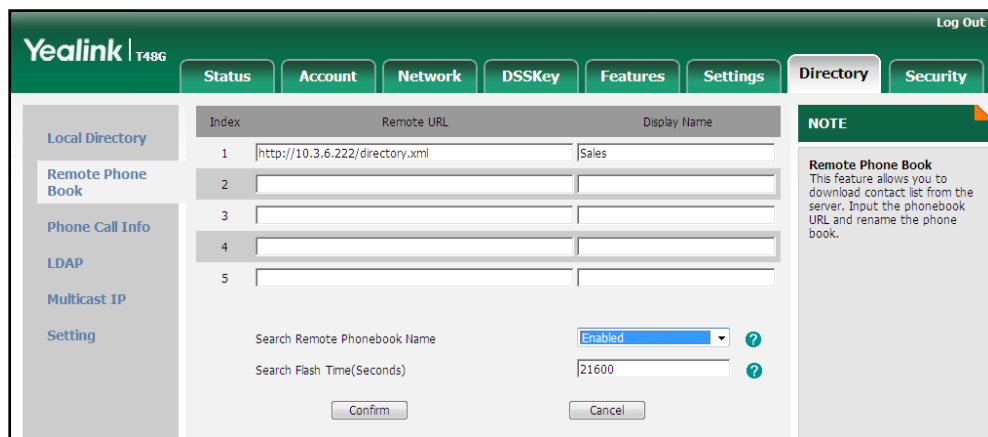 Log Out
Yealink | T48G
Status Account Network DSSKey Features Settings Directory Security
Local Directory
Remote Phone
Book
Phone Call Info
LDAP
Multicast IP
Setting
Index Remote URL Display Name
1 http://10.3.6.222/directory.xml Sales
2
3
4
5
Search Remote Phonebook Name Enabled ?
Search Flash Time(Seconds) 21600 ?
Confirm Cancel
NOTE
Remote Phone Book
This feature allows you to
download contact list from the
server. Input the phonebook
URL and rename the phone
book.